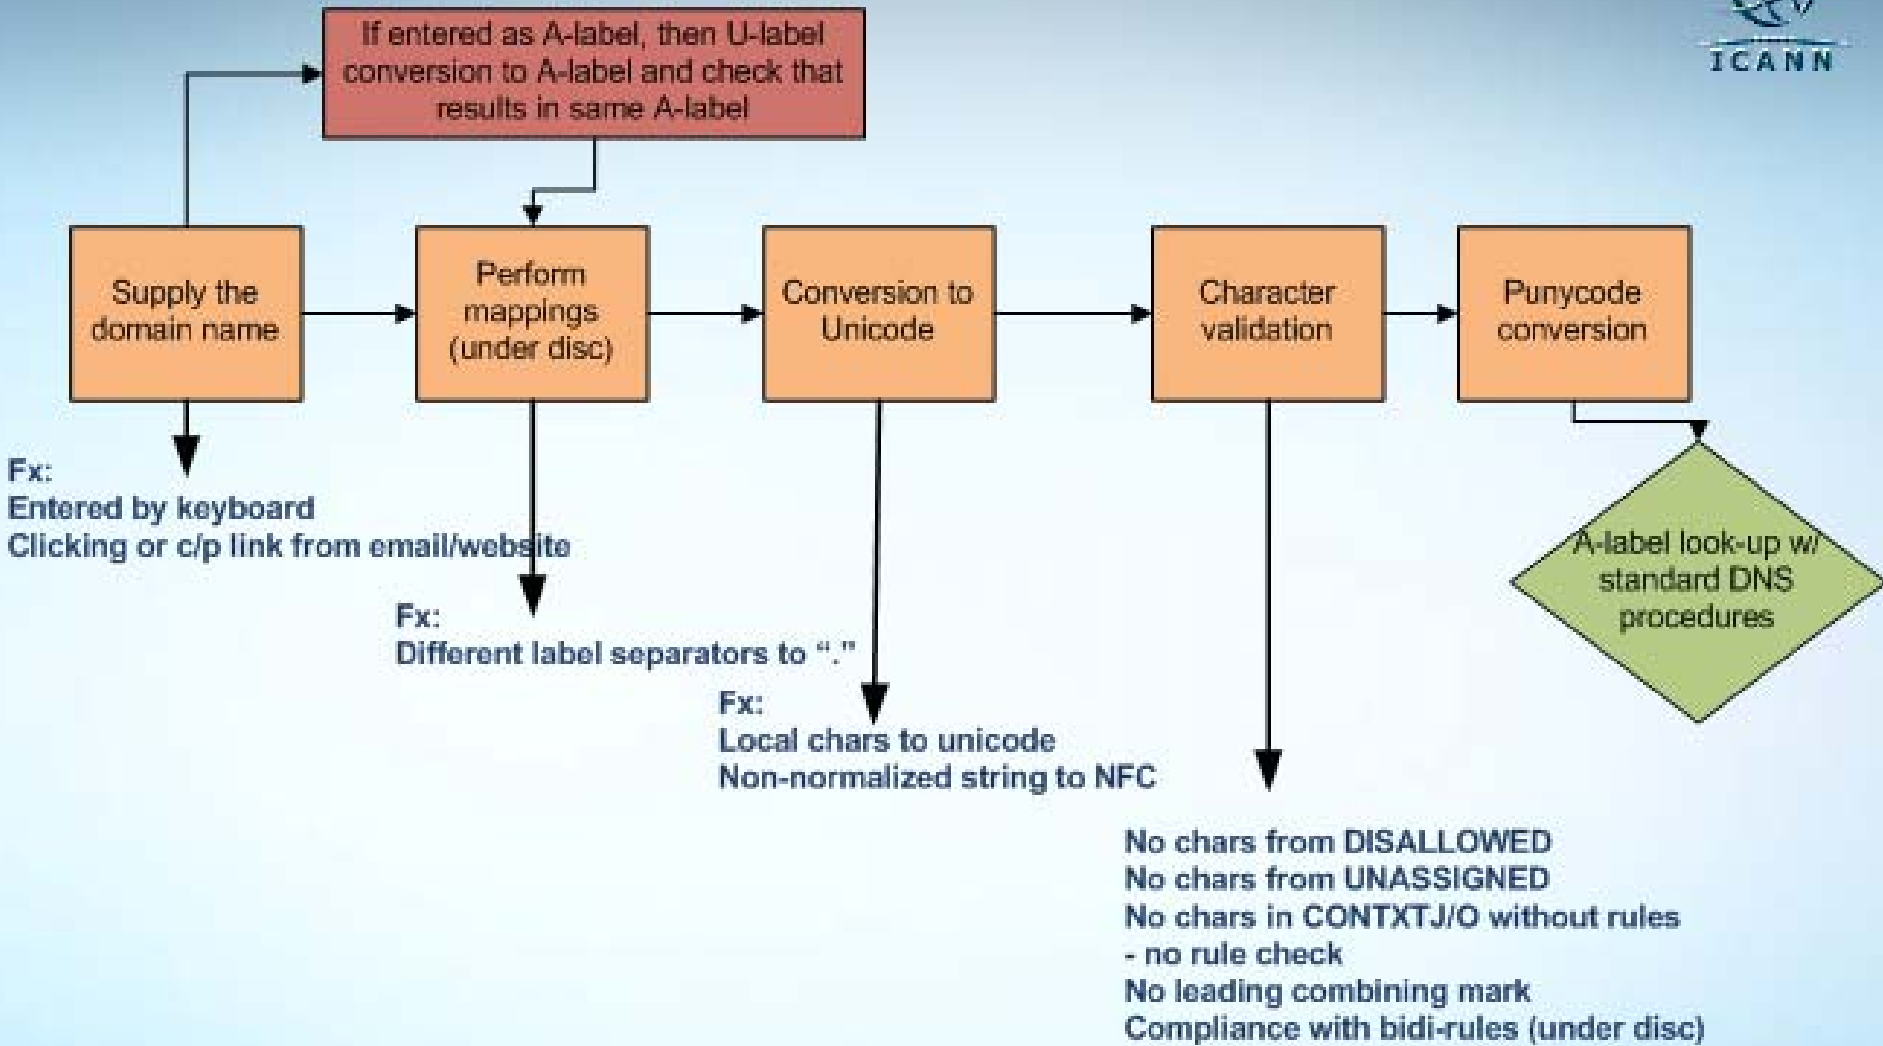 If entered as A-label, then U-label
conversion to A-label and check that
results in same A-label
ICANN
Supply the
domain name
Perform
mappings
(under disc)
Conversion to
Unicode
Character
validation
Punycode
conversion
Fx:
Entered by keyboard
Clicking or c/p link from email/website
Fx:
Different label separators to “.”
Fx:
Local chars to unicode
Non-normalized string to NFC
A-label look-up w/
standard DNS
procedures
No chars from DISALLOWED
No chars from UNASSIGNED
No chars in CONTXTJ/O without rules
- no rule check
No leading combining mark
Compliance with bidi-rules (under disc)